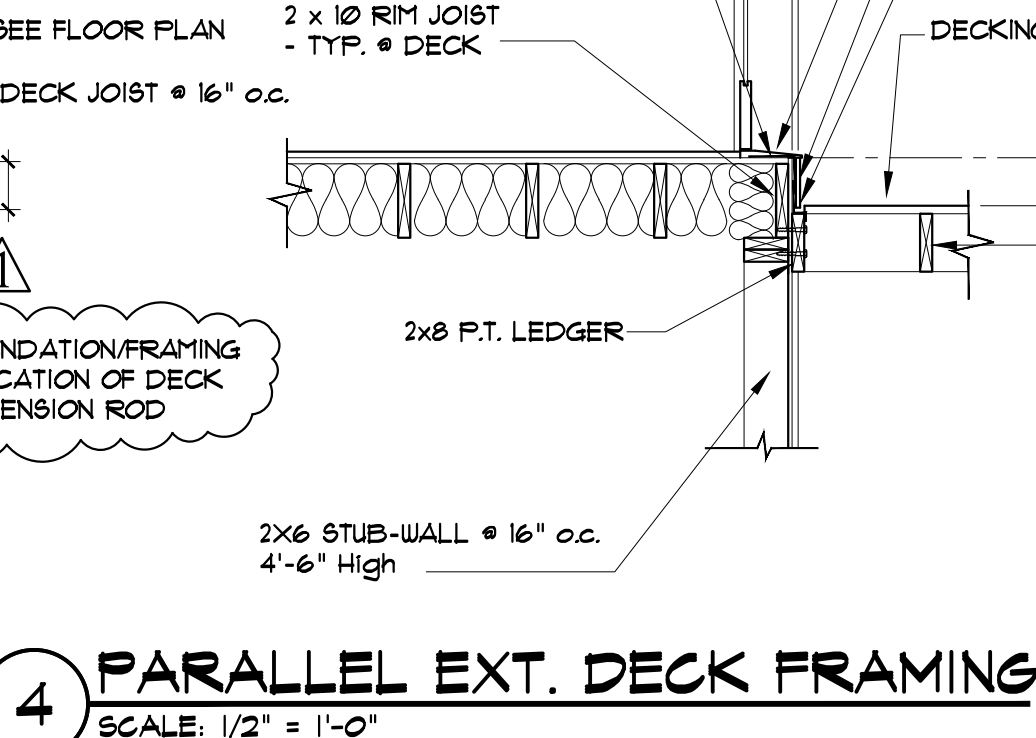 SEE FLOOR PLAN
2 x 10 RIM JOIST
- TYP. @ DECK
DECKING
DECK JOIST @ 16" o.c.
1
2x8 P.T. LEDGER
NDATION/FRAMING
CATION OF DECK
ENSION ROD
2X6 STUB-WALL @ 16" o.c.
4'-6" High
4
PARALLEL EXT. DECK FRAMING
SCALE: 1/2" = 1'-0"